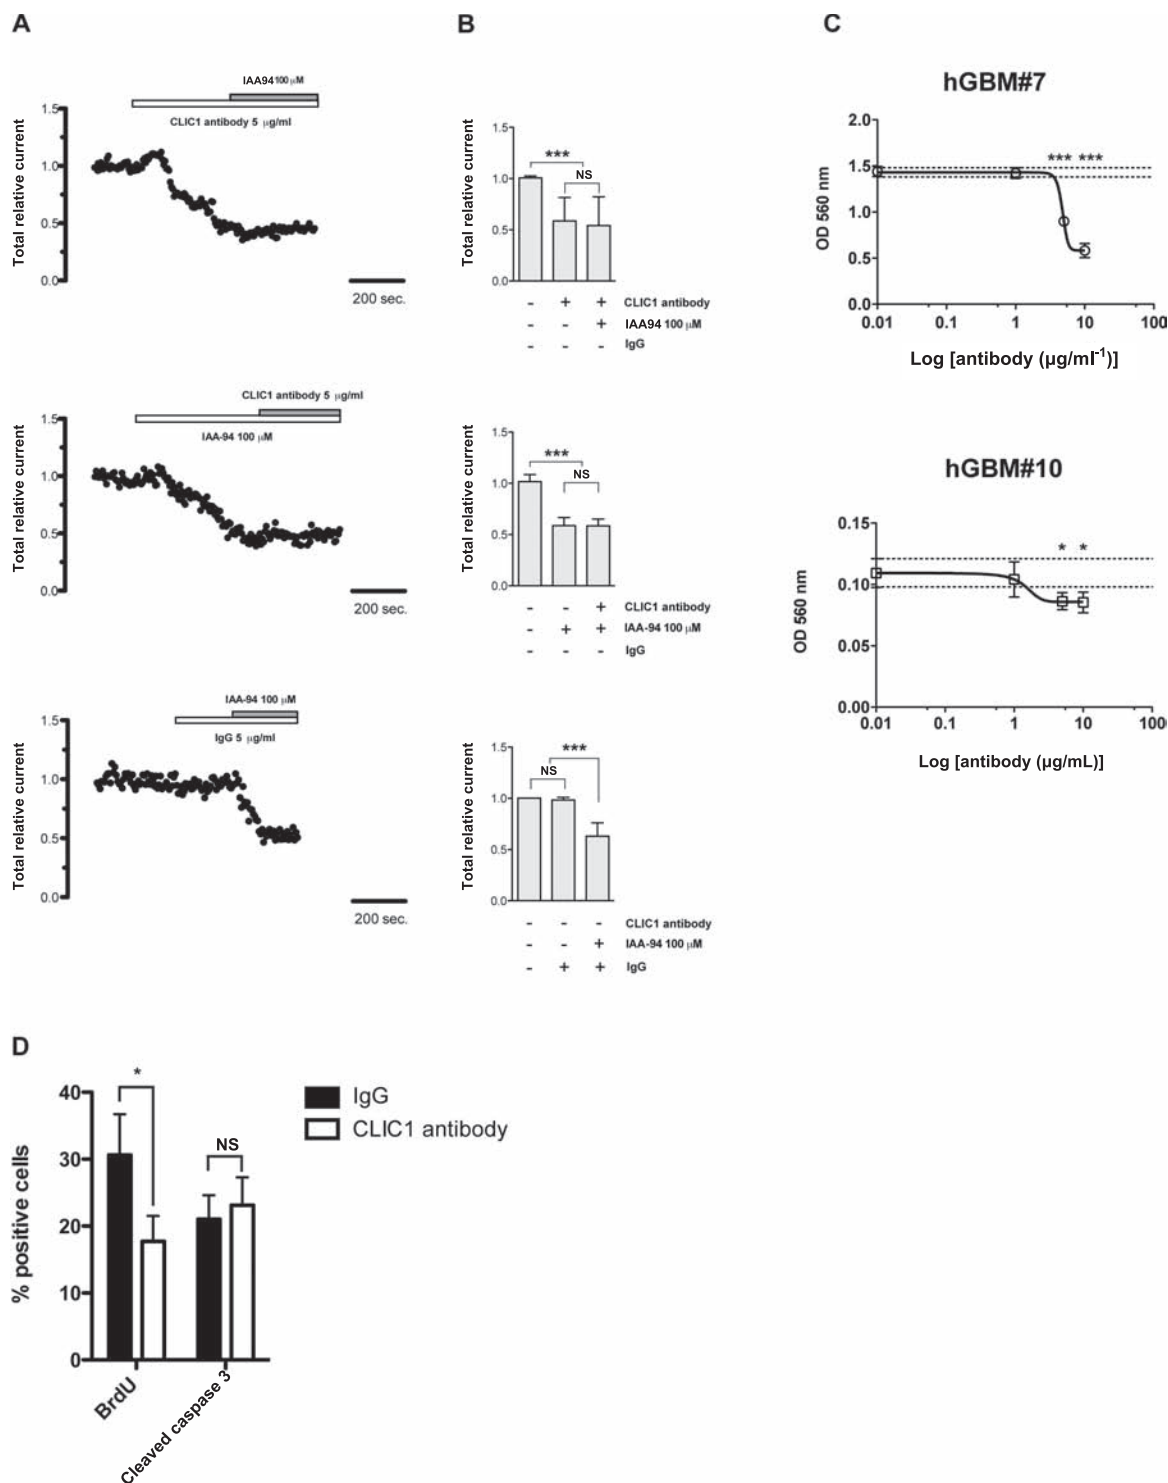 A
B
C
IAA94 100 µM
CLIC1 antibody 5 µg/ml
Total relative current
1.5
1.0
0.5
0.0
200 sec.
Total relative current
1.5
1.0
0.5
0.0
***
NS
- + + CLIC1 antibody
- - + IAA94 100 µM
- - - IgG
hGBM#7
OD 560 nm
2.0
1.5
1.0
0.5
0.0
*** ***
0.01 0.1 1 10 100
Log [antibody (µg/ml-1)]
CLIC1 antibody 5 µg/ml
IAA-94 100 µM
Total relative current
1.5
1.0
0.5
0.0
200 sec.
Total relative current
1.5
1.0
0.5
0.0
***
NS
- - + CLIC1 antibody
- + + IAA-94 100 µM
- - - IgG
hGBM#10
OD 560 nm
0.15
0.10
0.05
0.00
* *
0.01 0.1 1 10 100
Log [antibody (µg/mL)]
IAA-94 100 µM
IgG 5 µg/ml
Total relative current
1.5
1.0
0.5
0.0
200 sec.
Total relative current
1.5
1.0
0.5
0.0
***
NS
- - - CLIC1 antibody
- - + IAA-94 100 µM
- + + IgG
D
% positive cells
40
30
20
10
0
*
NS
IgG
CLIC1 antibody
BrdU
Cleaved caspase 3